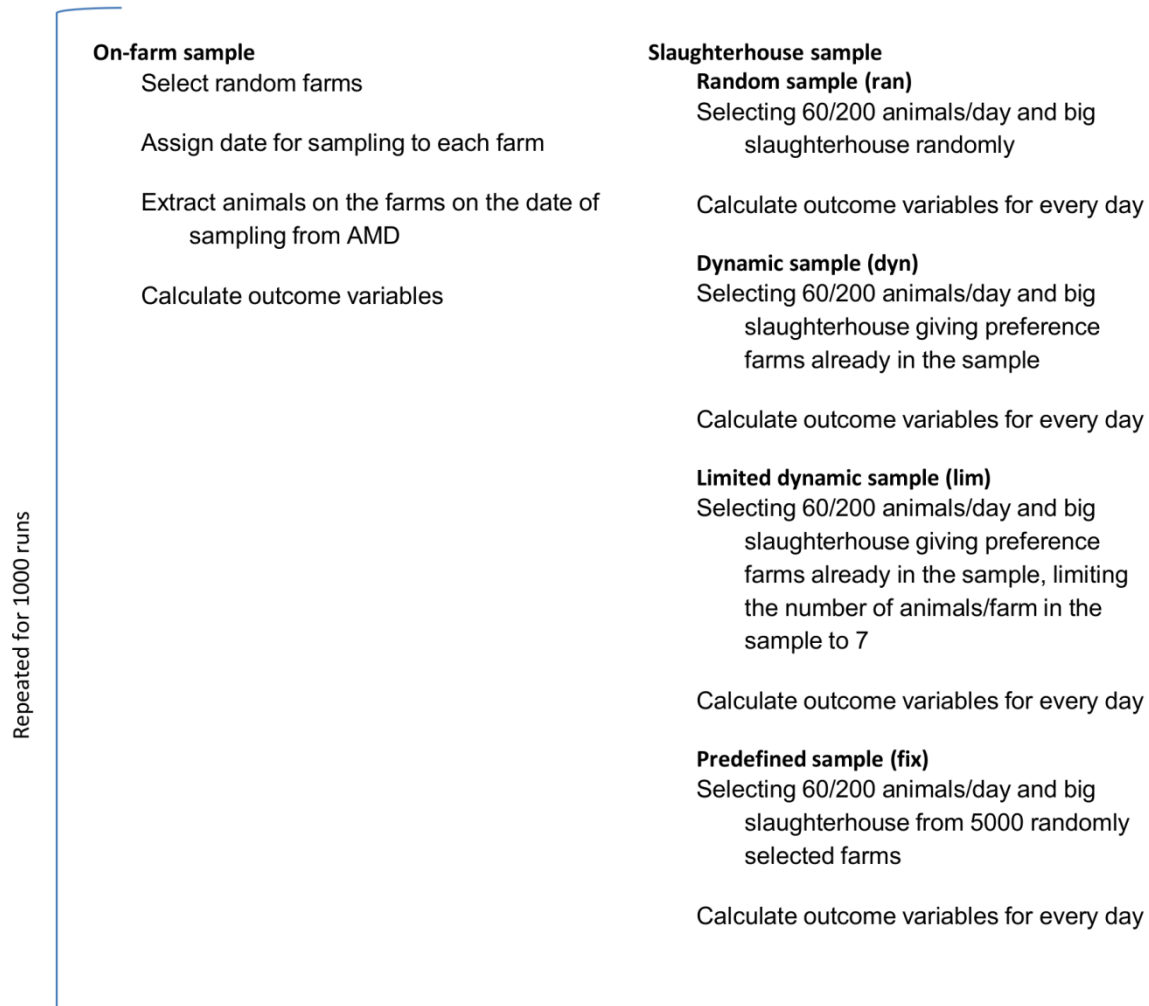 On-farm sample
Select random farms
Assign date for sampling to each farm
Extract animals on the farms on the date of
sampling from AMD
Calculate outcome variables
Slaughterhouse sample
Random sample (ran)
Selecting 60/200 animals/day and big
slaughterhouse randomly
Calculate outcome variables for every day
Dynamic sample (dyn)
Selecting 60/200 animals/day and big
slaughterhouse giving preference
farms already in the sample
Calculate outcome variables for every day
Limited dynamic sample (lim)
Selecting 60/200 animals/day and big
slaughterhouse giving preference
farms already in the sample, limiting
the number of animals/farm in the
sample to 7
Calculate outcome variables for every day
Predefined sample (fix)
Selecting 60/200 animals/day and big
slaughterhouse from 5000 randomly
selected farms
Calculate outcome variables for every day
Repeated for 1000 runs